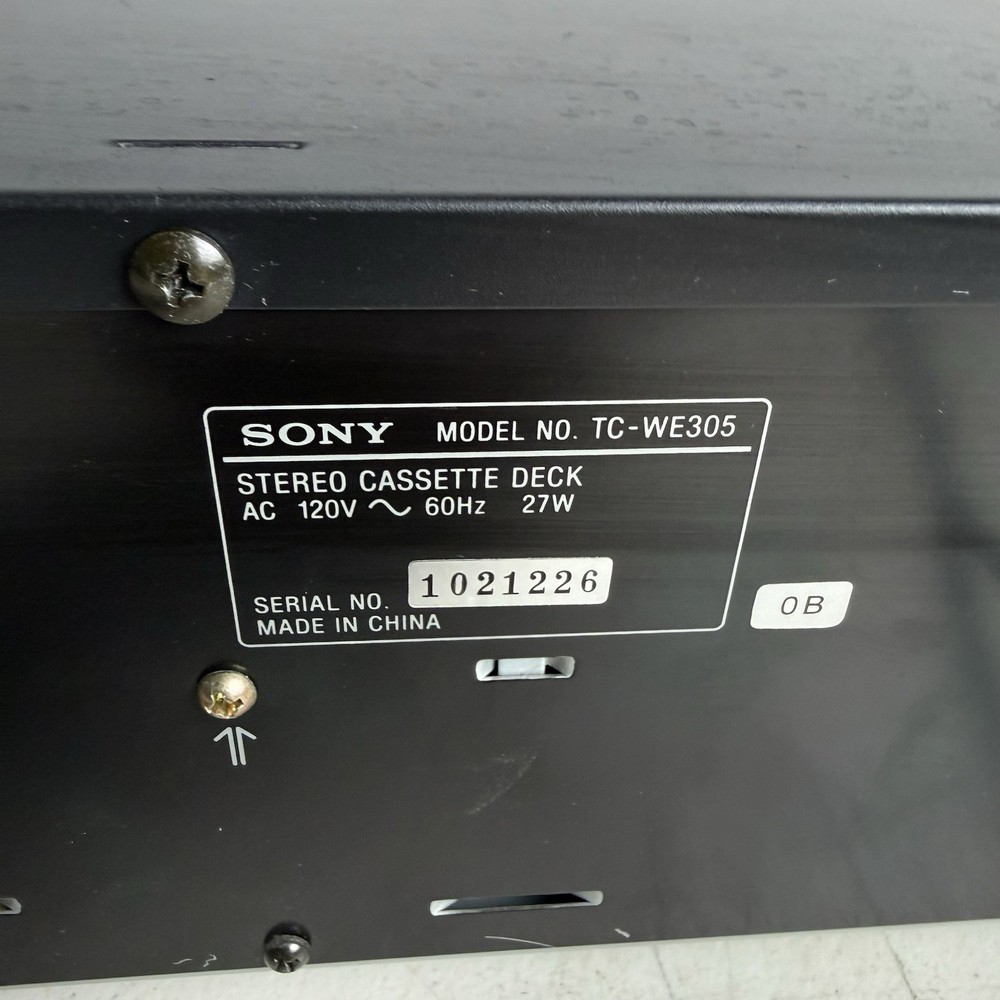 SONY MODEL NO. TC-WE305
STEREO CASSETTE DECK
AC 120V ～ 60Hz 27W
SERIAL NO. 1021226
MADE IN CHINA
0B